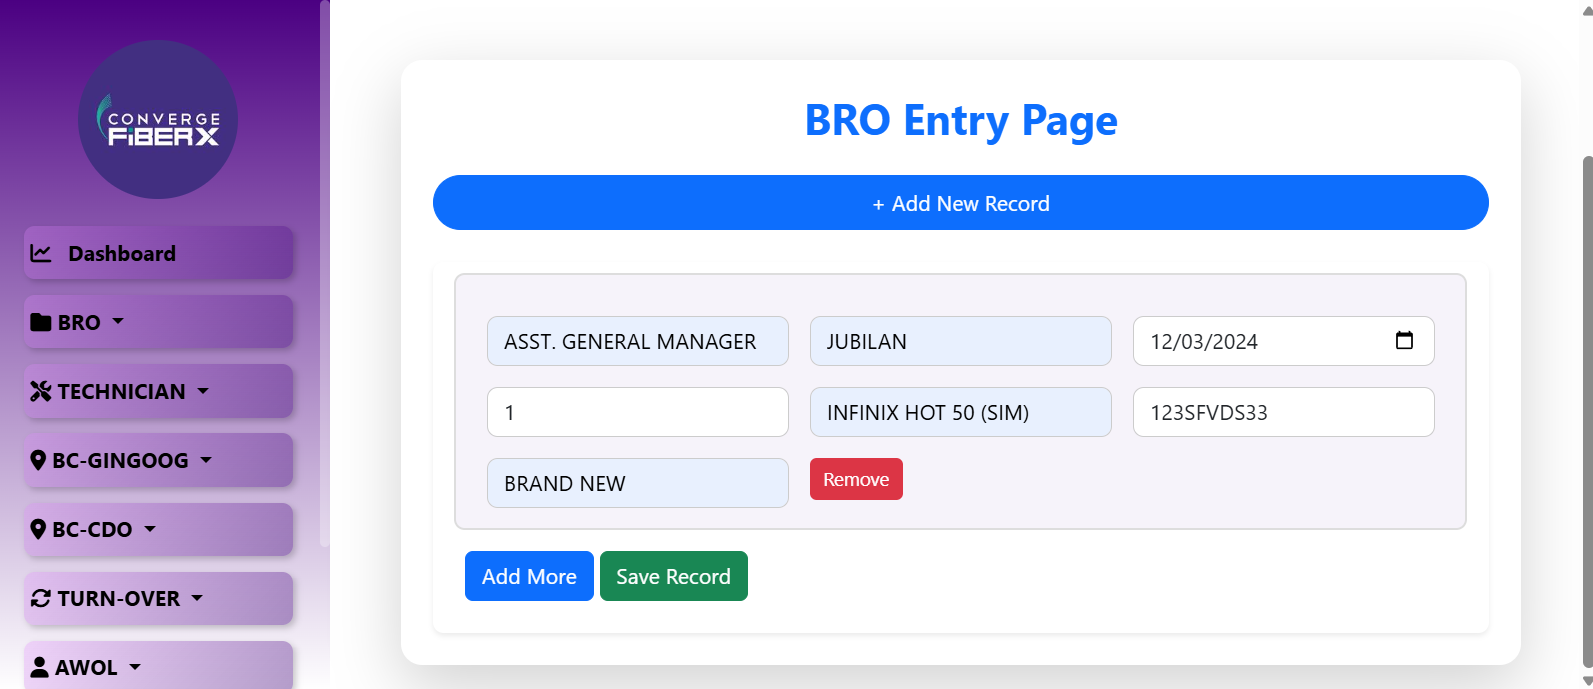 CONVERGE
FiBERX
Dashboard
BRO
TECHNICIAN
BC-GINGOOG
BC-CDO
TURN-OVER
AWOL
BRO Entry Page
+ Add New Record
ASST. GENERAL MANAGER
JUBILAN
12/03/2024
1
INFINIX HOT 50 (SIM)
123SFVDS33
BRAND NEW
Remove
Add More
Save Record